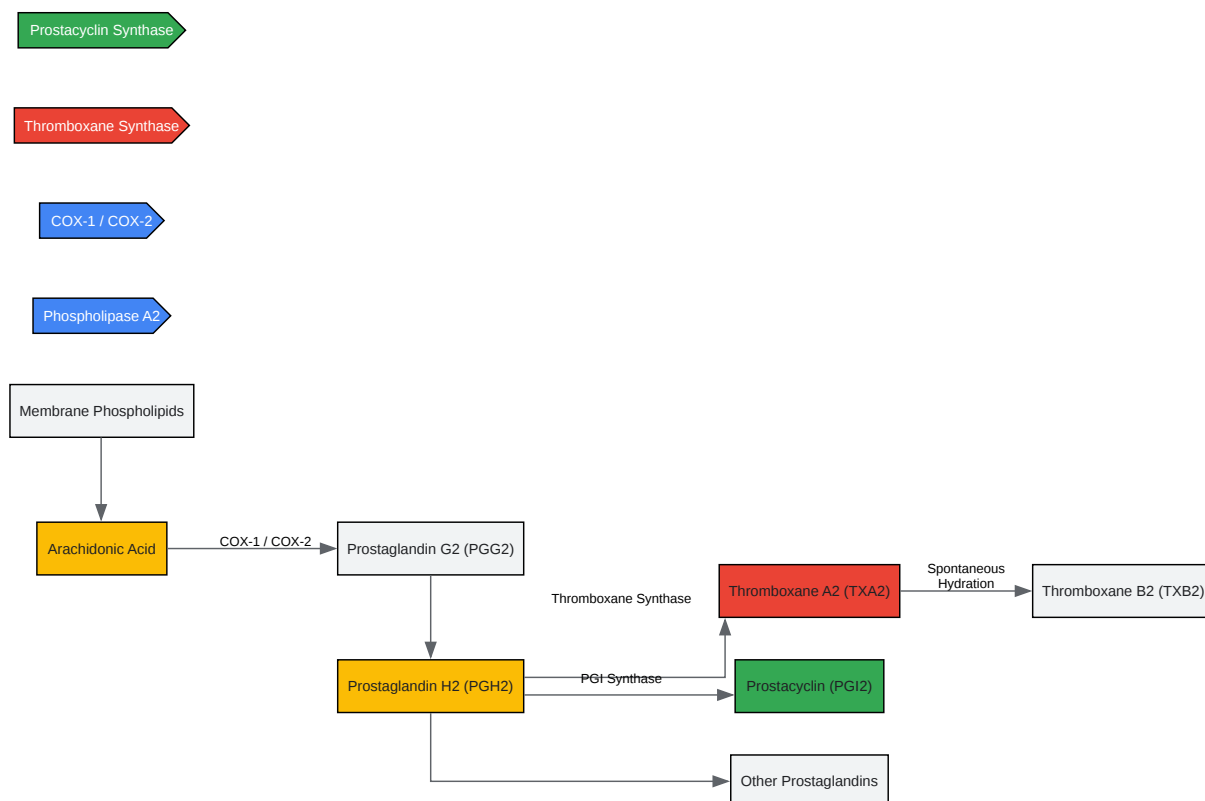 Prostacyclin Synthase
Thromboxane Synthase
COX-1 / COX-2
Phospholipase A2
Membrane Phospholipids
Arachidonic Acid
COX-1 / COX-2
Prostaglandin G2 (PGG2)
Thromboxane Synthase
Thromboxane A2 (TXA2)
Spontaneous
Hydration
Thromboxane B2 (TXB2)
Prostaglandin H2 (PGH2)
PGI Synthase
Prostacyclin (PGI2)
Other Prostaglandins